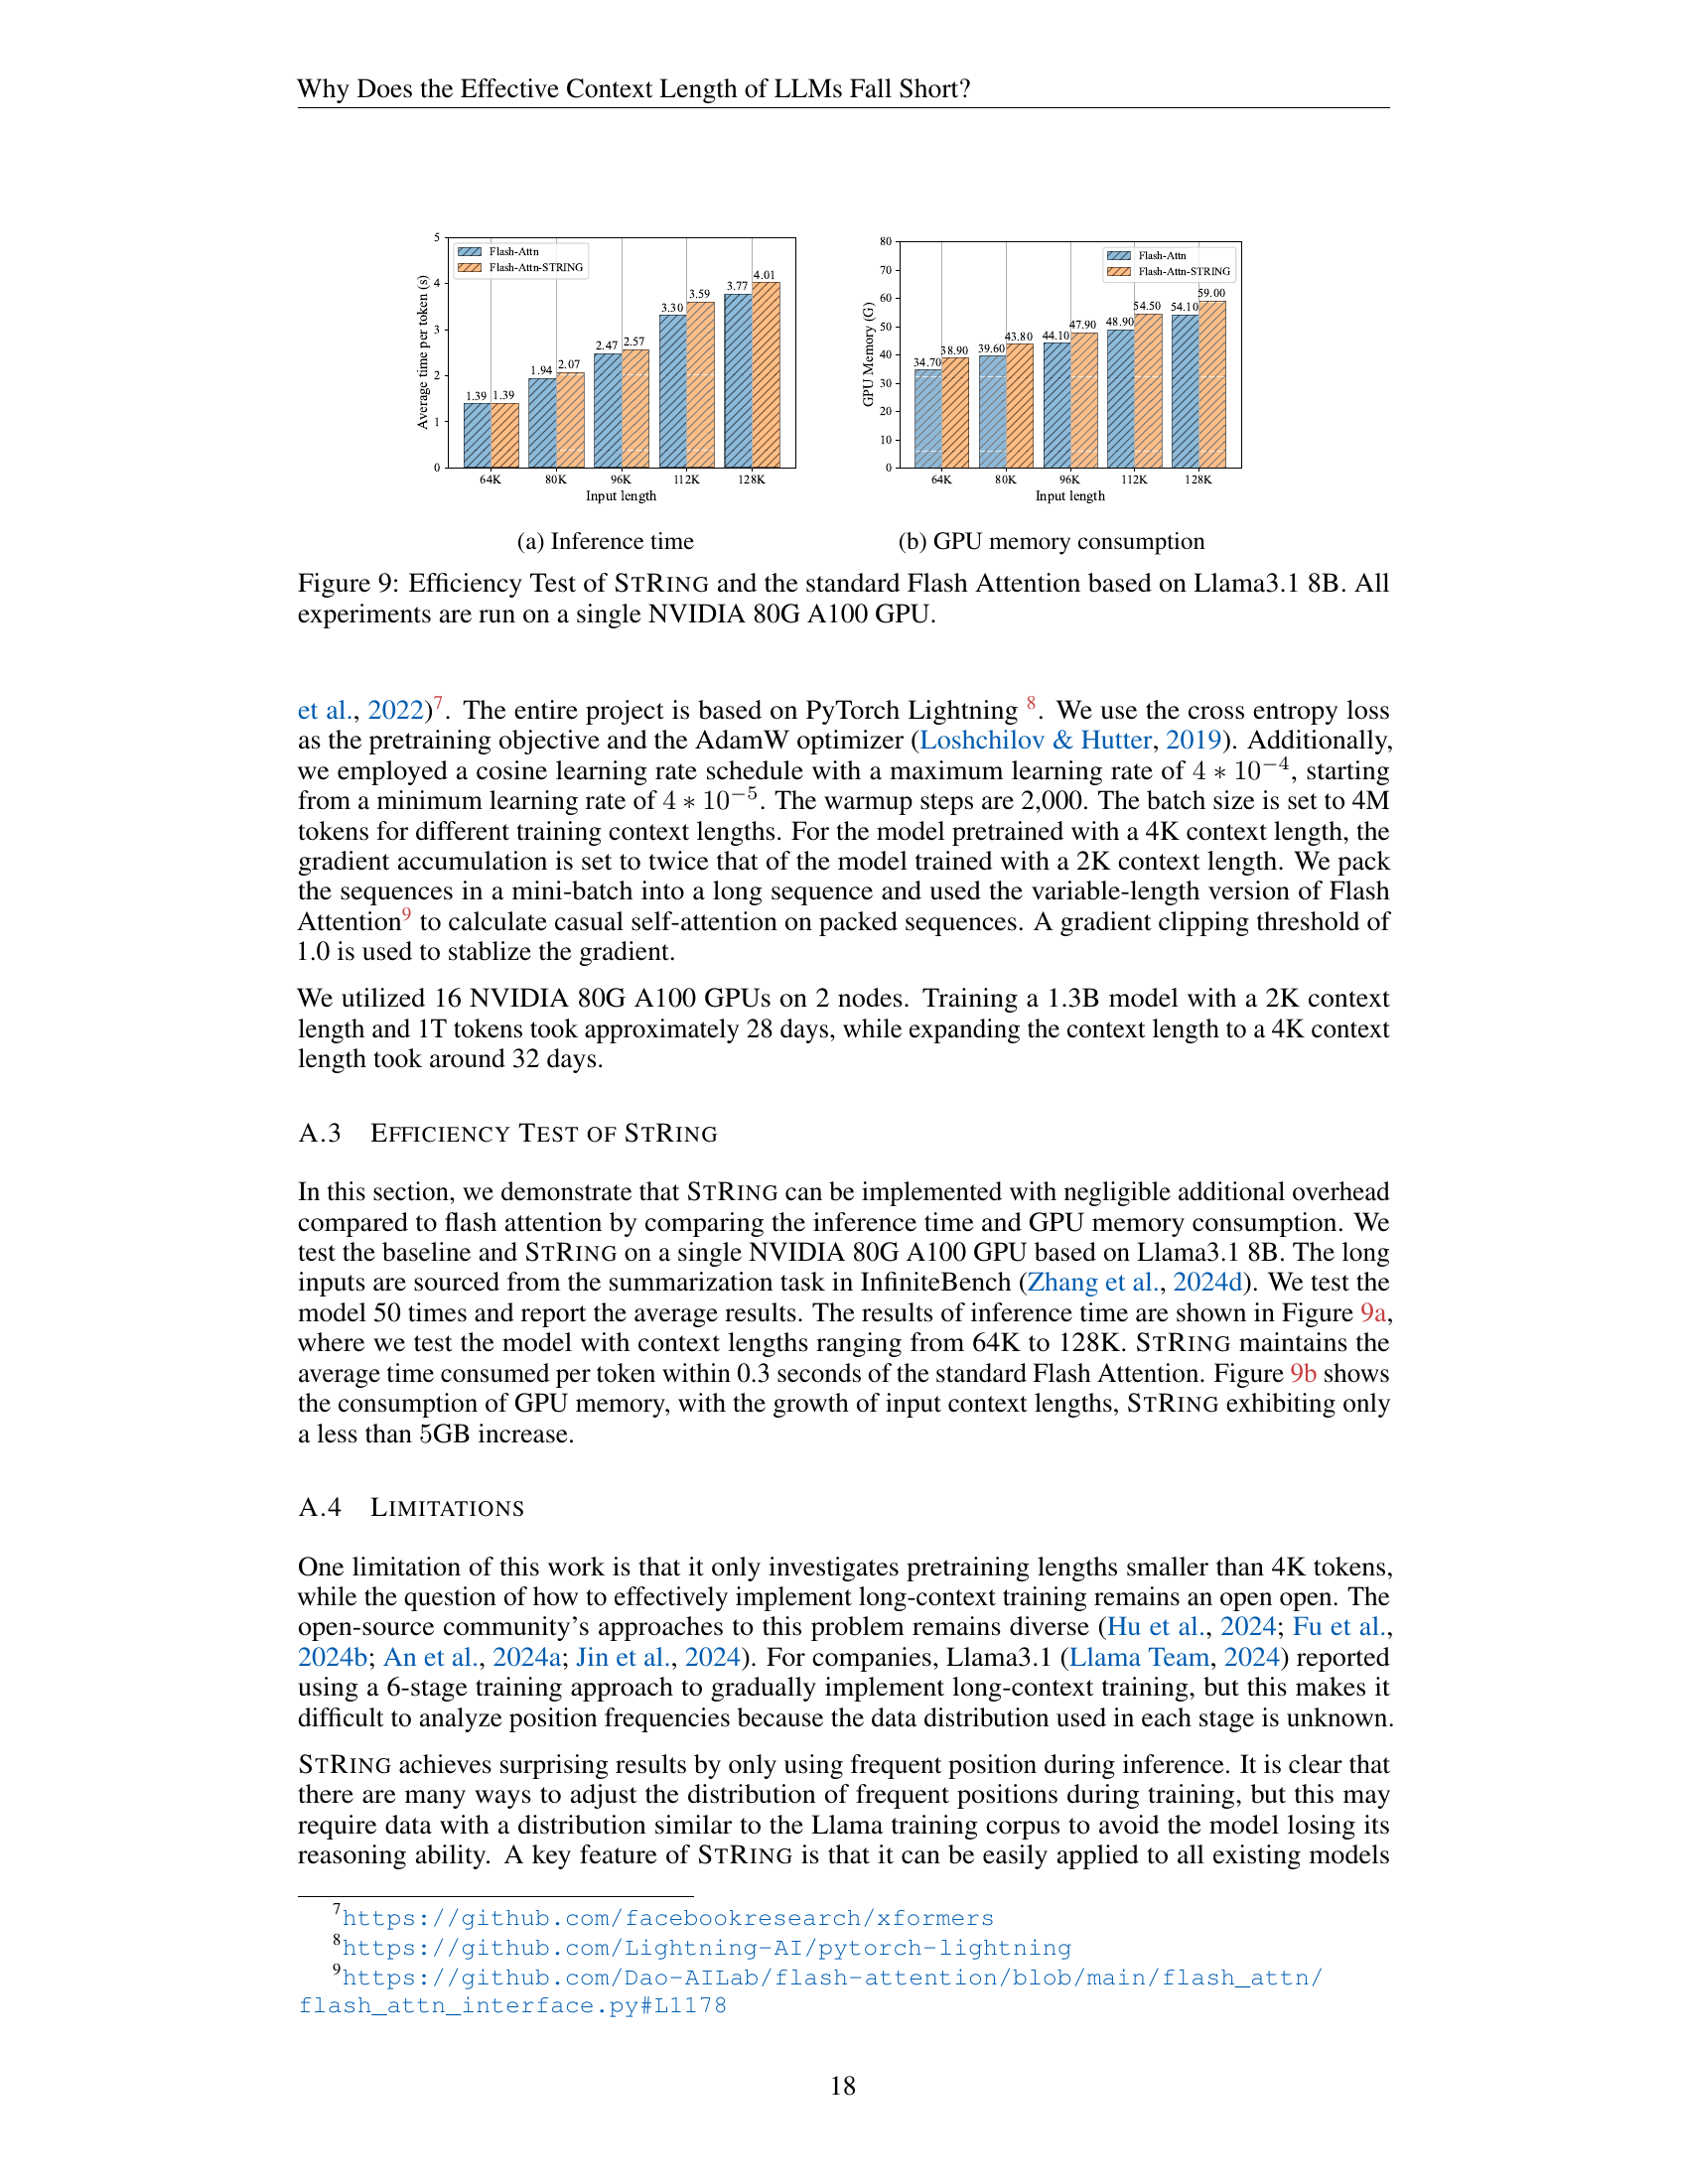 Why Does the Effective Context Length of LLMs Fall Short?
5
4
3
2
1
0
Average time per token (s)
Flash-Attn
Flash-Attn-STRING
1.39 1.39
1.94 2.07
2.47 2.57
3.30 3.59
3.77 4.01
64K 80K 96K 112K 128K
Input length
80
70
60
50
40
30
20
10
0
GPU Memory (G)
Flash-Attn
Flash-Attn-STRING
34.70 38.90
39.60 43.80
44.10 47.90
48.90 54.50
54.10 59.00
64K 80K 96K 112K 128K
Input length
(a) Inference time
(b) GPU memory consumption
Figure 9: Efficiency Test of STRING and the standard Flash Attention based on Llama3.1 8B. All
experiments are run on a single NVIDIA 80G A100 GPU.
et al., 2022)7. The entire project is based on PyTorch Lightning 8. We use the cross entropy loss
as the pretraining objective and the AdamW optimizer (Loshchilov & Hutter, 2019). Additionally,
we employed a cosine learning rate schedule with a maximum learning rate of 4 ∗ 10−4, starting
from a minimum learning rate of 4 ∗ 10−5. The warmup steps are 2,000. The batch size is set to 4M
tokens for different training context lengths. For the model pretrained with a 4K context length, the
gradient accumulation is set to twice that of the model trained with a 2K context length. We pack
the sequences in a mini-batch into a long sequence and used the variable-length version of Flash
Attention9 to calculate casual self-attention on packed sequences. A gradient clipping threshold of
1.0 is used to stablize the gradient.
We utilized 16 NVIDIA 80G A100 GPUs on 2 nodes. Training a 1.3B model with a 2K context
length and 1T tokens took approximately 28 days, while expanding the context length to a 4K context
length took around 32 days.
A.3 EFFICIENCY TEST OF STRING
In this section, we demonstrate that STRING can be implemented with negligible additional overhead
compared to flash attention by comparing the inference time and GPU memory consumption. We
test the baseline and STRING on a single NVIDIA 80G A100 GPU based on Llama3.1 8B. The long
inputs are sourced from the summarization task in InfiniteBench (Zhang et al., 2024d). We test the
model 50 times and report the average results. The results of inference time are shown in Figure 9a,
where we test the model with context lengths ranging from 64K to 128K. STRING maintains the
average time consumed per token within 0.3 seconds of the standard Flash Attention. Figure 9b shows
the consumption of GPU memory, with the growth of input context lengths, STRING exhibiting only
a less than 5GB increase.
A.4 LIMITATIONS
One limitation of this work is that it only investigates pretraining lengths smaller than 4K tokens,
while the question of how to effectively implement long-context training remains an open open. The
open-source community's approaches to this problem remains diverse (Hu et al., 2024; Fu et al.,
2024b; An et al., 2024a; Jin et al., 2024). For companies, Llama3.1 (Llama Team, 2024) reported
using a 6-stage training approach to gradually implement long-context training, but this makes it
difficult to analyze position frequencies because the data distribution used in each stage is unknown.
STRING achieves surprising results by only using frequent position during inference. It is clear that
there are many ways to adjust the distribution of frequent positions during training, but this may
require data with a distribution similar to the Llama training corpus to avoid the model losing its
reasoning ability. A key feature of STRING is that it can be easily applied to all existing models
7https://github.com/facebookresearch/xformers
8https://github.com/Lightning-AI/pytorch-lightning
9https://github.com/Dao-AILab/flash-attention/blob/main/flash_attn/
flash_attn_interface.py#L1178
18